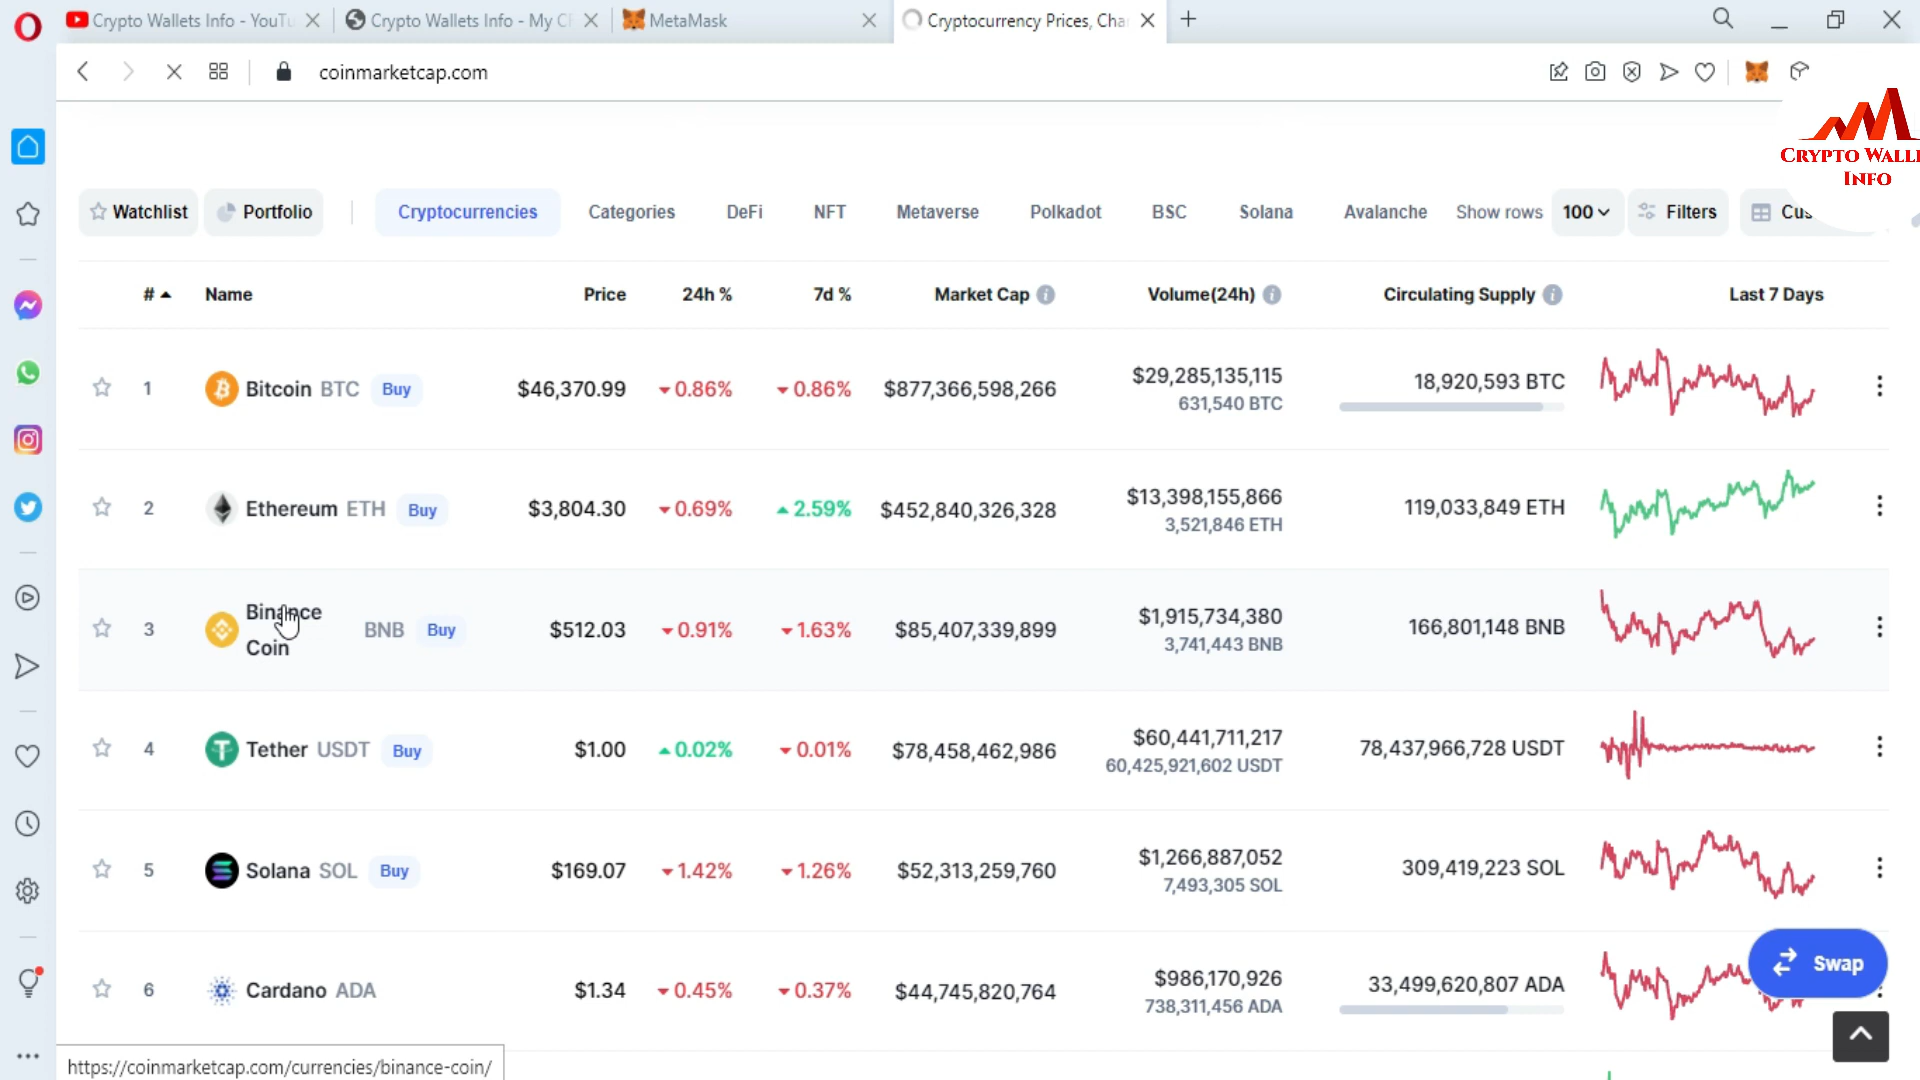 Crypto Wallets Info - YouTu
Crypto Wallets Info - My C
MetaMask
Cryptocurrency Prices, Cha
coinmarketcap.com
CRYPTO WALL
INFO
Watchlist
Portfolio
Cryptocurrencies
Categories
DeFi
NFT
Metaverse
Polkadot
BSC
Solana
Avalanche
Show rows
100
Filters
Cus
# Name Price 24h % 7d % Market Cap Volume(24h) Circulating Supply Last 7 Days
1 Bitcoin BTC Buy $46,370.99 0.86% 0.86% $877,366,598,266 $29,285,135,115 18,920,593 BTC
631,540 BTC
2 Ethereum ETH Buy $3,804.30 0.69% 2.59% $452,840,326,328 $13,398,155,866 119,033,849 ETH
3,521,846 ETH
3 Binance Coin BNB Buy $512.03 0.91% 1.63% $85,407,339,899 $1,915,734,380 166,801,148 BNB
3,741,443 BNB
4 Tether USDT Buy $1.00 0.02% 0.01% $78,458,462,986 $60,441,711,217 78,437,966,728 USDT
60,425,921,602 USDT
5 Solana SOL Buy $169.07 1.42% 1.26% $52,313,259,760 $1,266,887,052 309,419,223 SOL
7,493,305 SOL
6 Cardano ADA $1.34 0.45% 0.37% $44,745,820,764 $986,170,926 33,499,620,807 ADA
738,311,456 ADA
Swap
https://coinmarketcap.com/currencies/binance-coin/